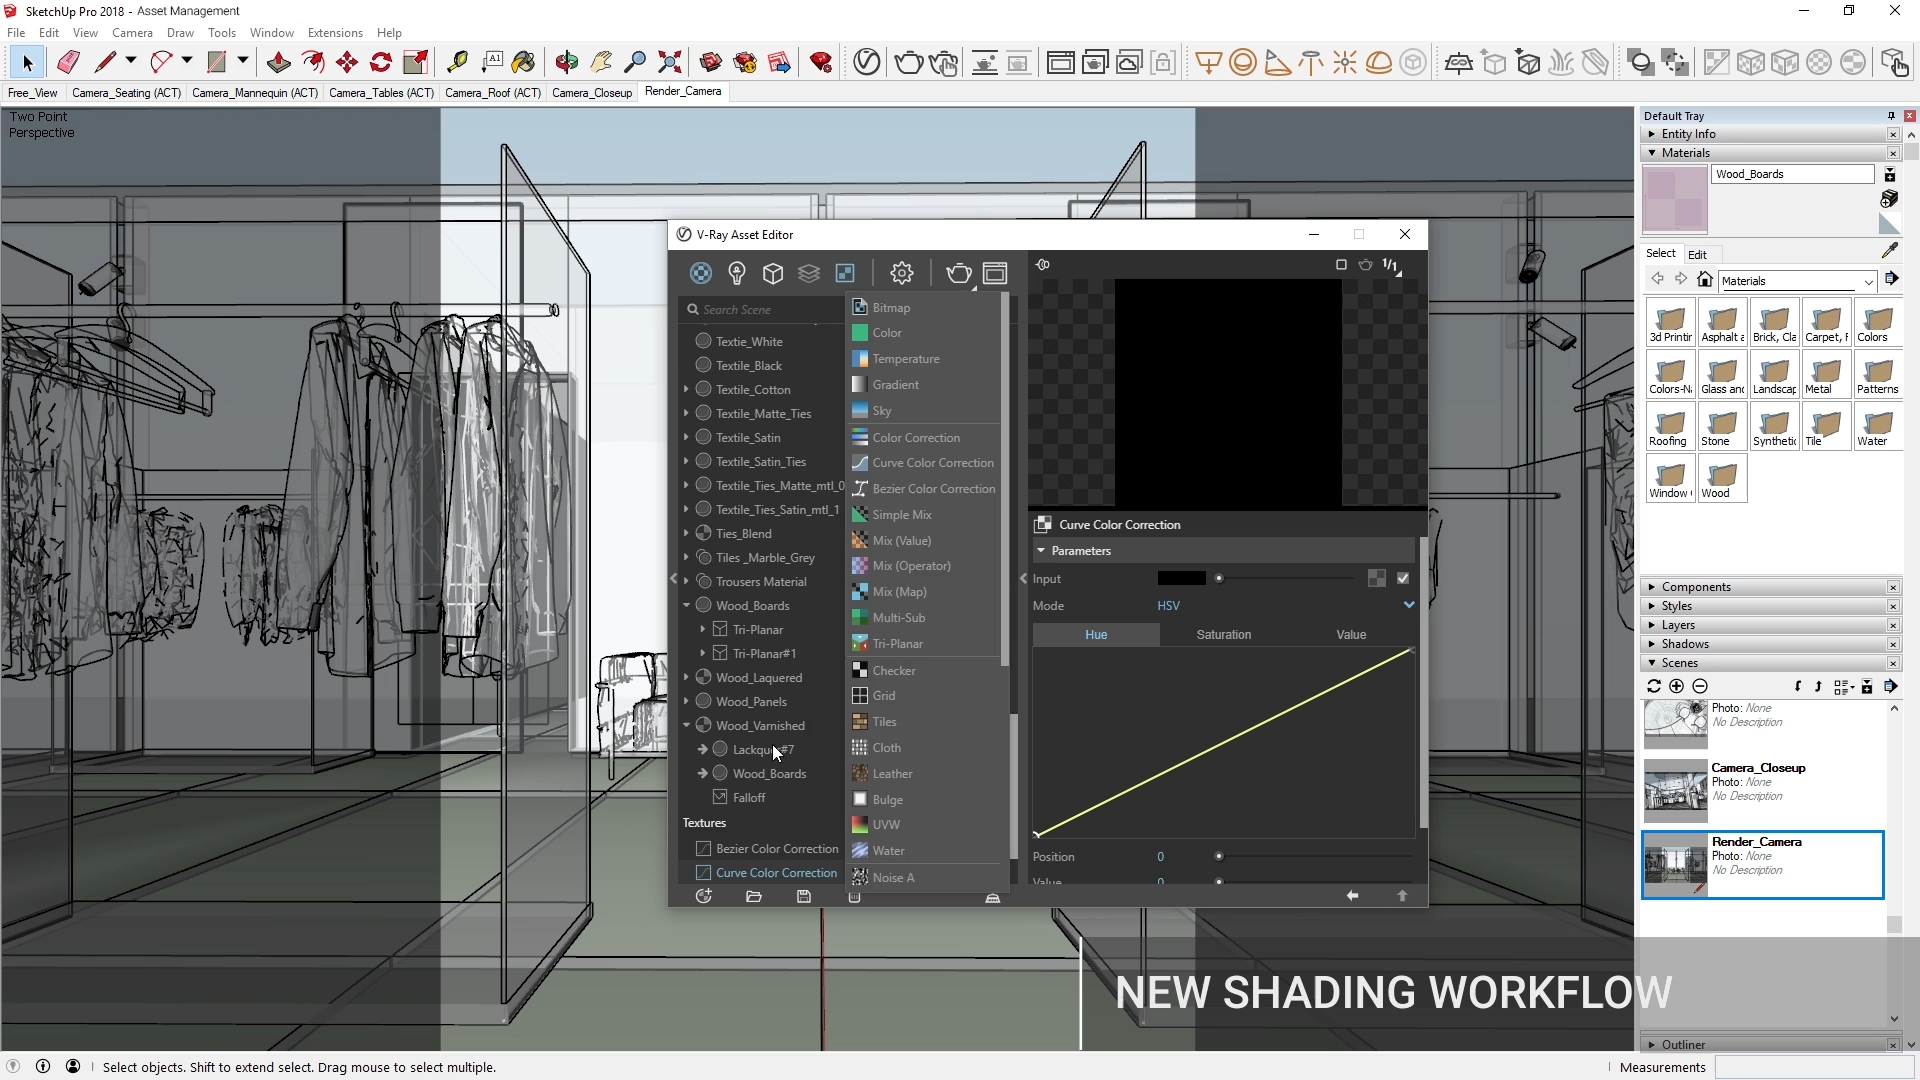 SketchUp Pro 2018 - Asset Management
File Edit View Camera Draw Tools Window Extensions Help
A1
Free_View Camera_Seating (ACT) Camera_Mannequin (ACT) Camera_Tables (ACT) Camera_Roof (ACT) Camera_Closeup Render_Camera
Two Point
Perspective
V-Ray Asset Editor
Search Scene
Textie_White
Textile_Black
Textile_Cotton
Textile_Matte_Ties
Textile_Satin
Textile_Satin_Ties
Textile_Ties_Matte_mtl_0
Textile_Ties_Satin_mtl_1
Ties_Blend
Tiles _Marble_Grey
Trousers Material
Wood_Boards
Tri-Planar
Tri-Planar#1
Wood_Laquered
Wood_Panels
Wood_Varnished
Wood_Boards
Falloff
Textures
Bezier Color Correction
Curve Color Correction
Bitmap
Color
Temperature
Gradient
Sky
Color Correction
Curve Color Correction
Bezier Color Correction
Simple Mix
Mix (Value)
Mix (Operator)
Mix (Map)
Multi-Sub
Tri-Planar
Checker
Grid
Tiles
Cloth
Leather
Bulge
UVW
Water
Noise A
1/1
Curve Color Correction
Parameters
Input
Mode HSV
Hue Saturation Value
Position 0
Value 0
Default Tray
Entity Info
Materials
Wood_Boards
Select Edit
Materials
3d Printir Asphalt a Brick, Cla Carpet, F Colors
Colors-Na Glass and Landscap Metal Patterns
Roofing Stone Synthetic Tile Water
Window Wood
Components
Styles
Layers
Shadows
Scenes
Photo: None
No Description
Camera_Closeup
Photo: None
No Description
Render_Camera
Photo: None
No Description
NEW SHADING WORKFLOW
Outliner
Select objects. Shift to extend select. Drag mouse to select multiple.
Measurements